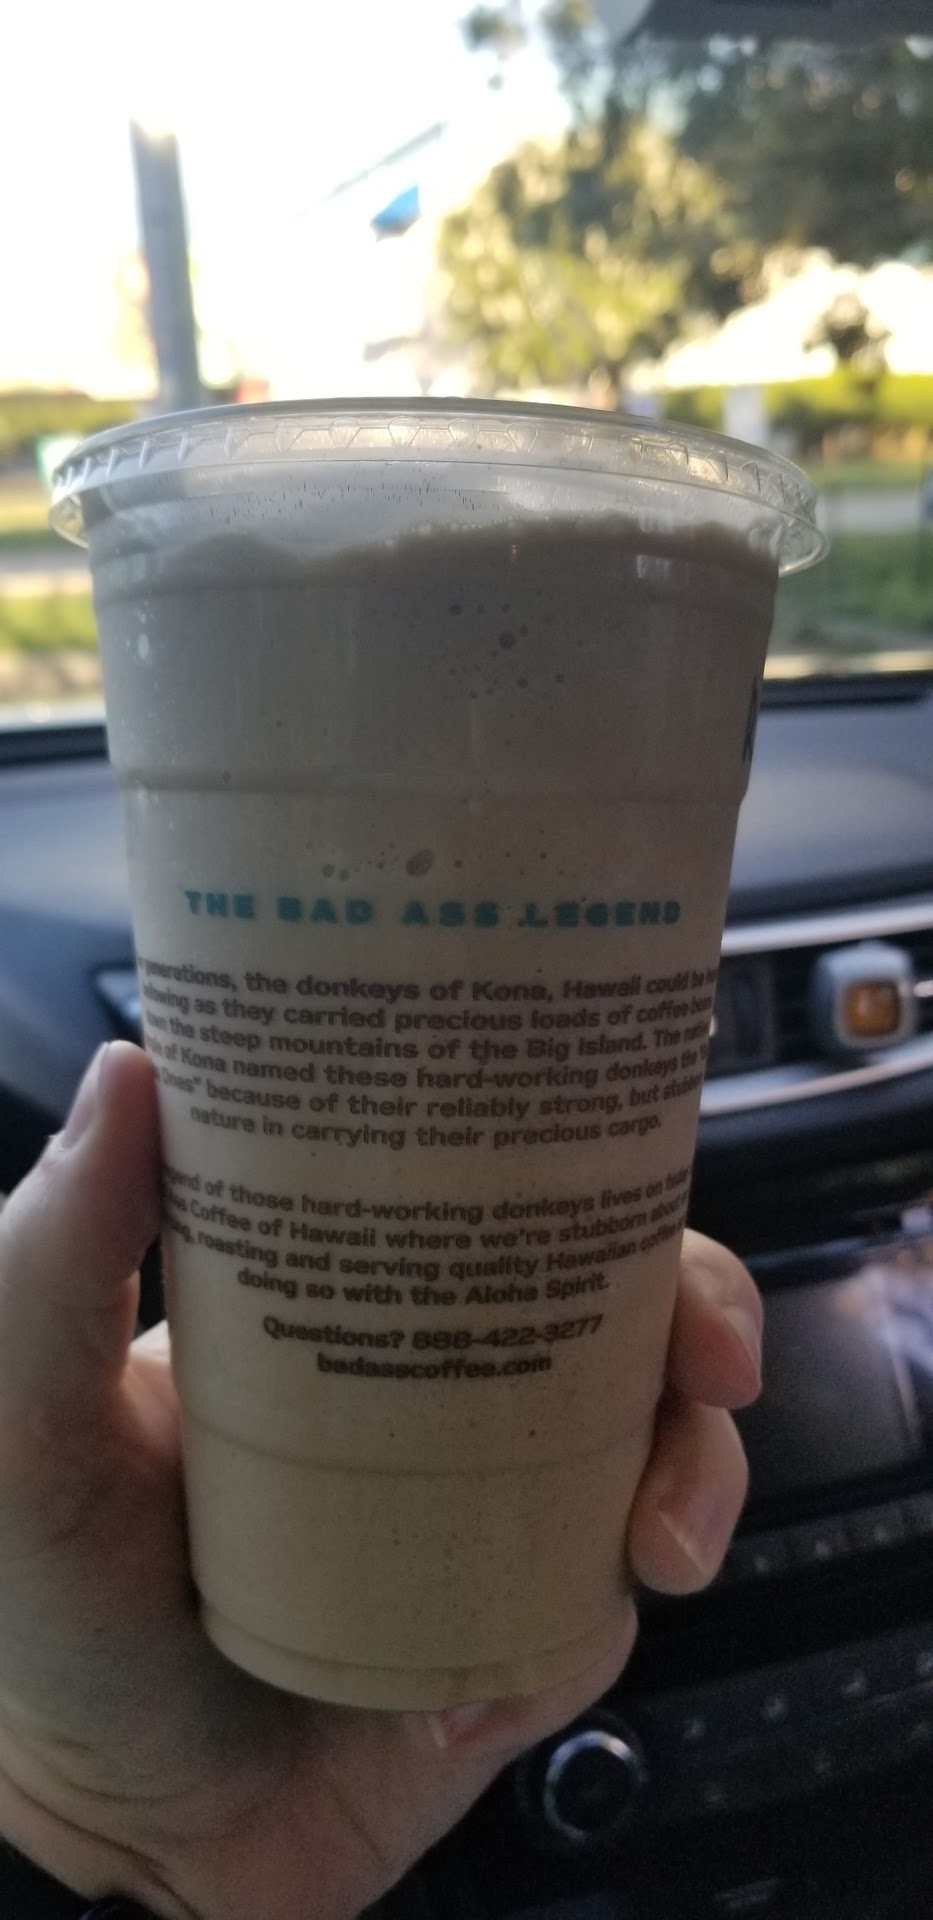 THE BAD ASS LEGEND
generations, the donkeys of Kona, Hawaii could be
as they carried precious loads of coffee
the steep mountains of the Big Island. The
of Kona named these hard-working donkeys the
Ones" because of their reliably strong, but
nature in carrying their precious cargo.
of those hard-working donkeys lives on
Coffee of Hawaii where we're stubborn about
roasting and serving quality Hawaiian coffee
doing so with the Aloha Spirit.
Questions? 888-422-3277
badasscoffee.com